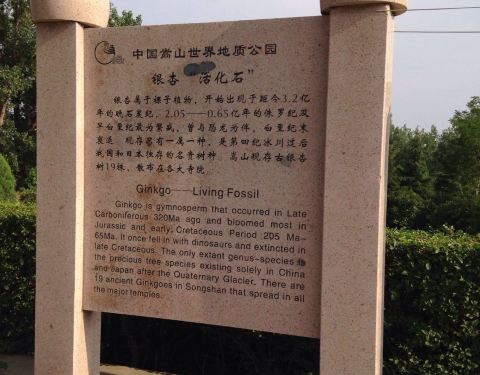 中国嵩山世界地质公园
银杏"活化石"
银杏属于裸子植物，开始出现于距今3.2亿
年的晚石炭纪，2.05——0.65亿年的侏罗纪及
早白垩纪最为繁盛，曾与恐龙为伴，白垩纪末
衰退。现存常有一属一种，是第四纪冰川过后
我国和日本独存的名贵树种。嵩山现存古银杏
树19株，散布在各大寺院。
Ginkgo——Living Fossil
Ginkgo is gymnosperm that occurred in Late
Carboniferous 320Ma ago and bloomed most in
Jurassic and early Cretaceous Period 205 Ma-
65Ma. It once fell in with dinosaurs and extincted in
late Cretaceous. The only extant genus-species is
the precious tree species existing solely in China
and Japan after the Quaternary Glacier. There are
19 ancient Ginkgoes in Songshan that spread in all
the major temples.